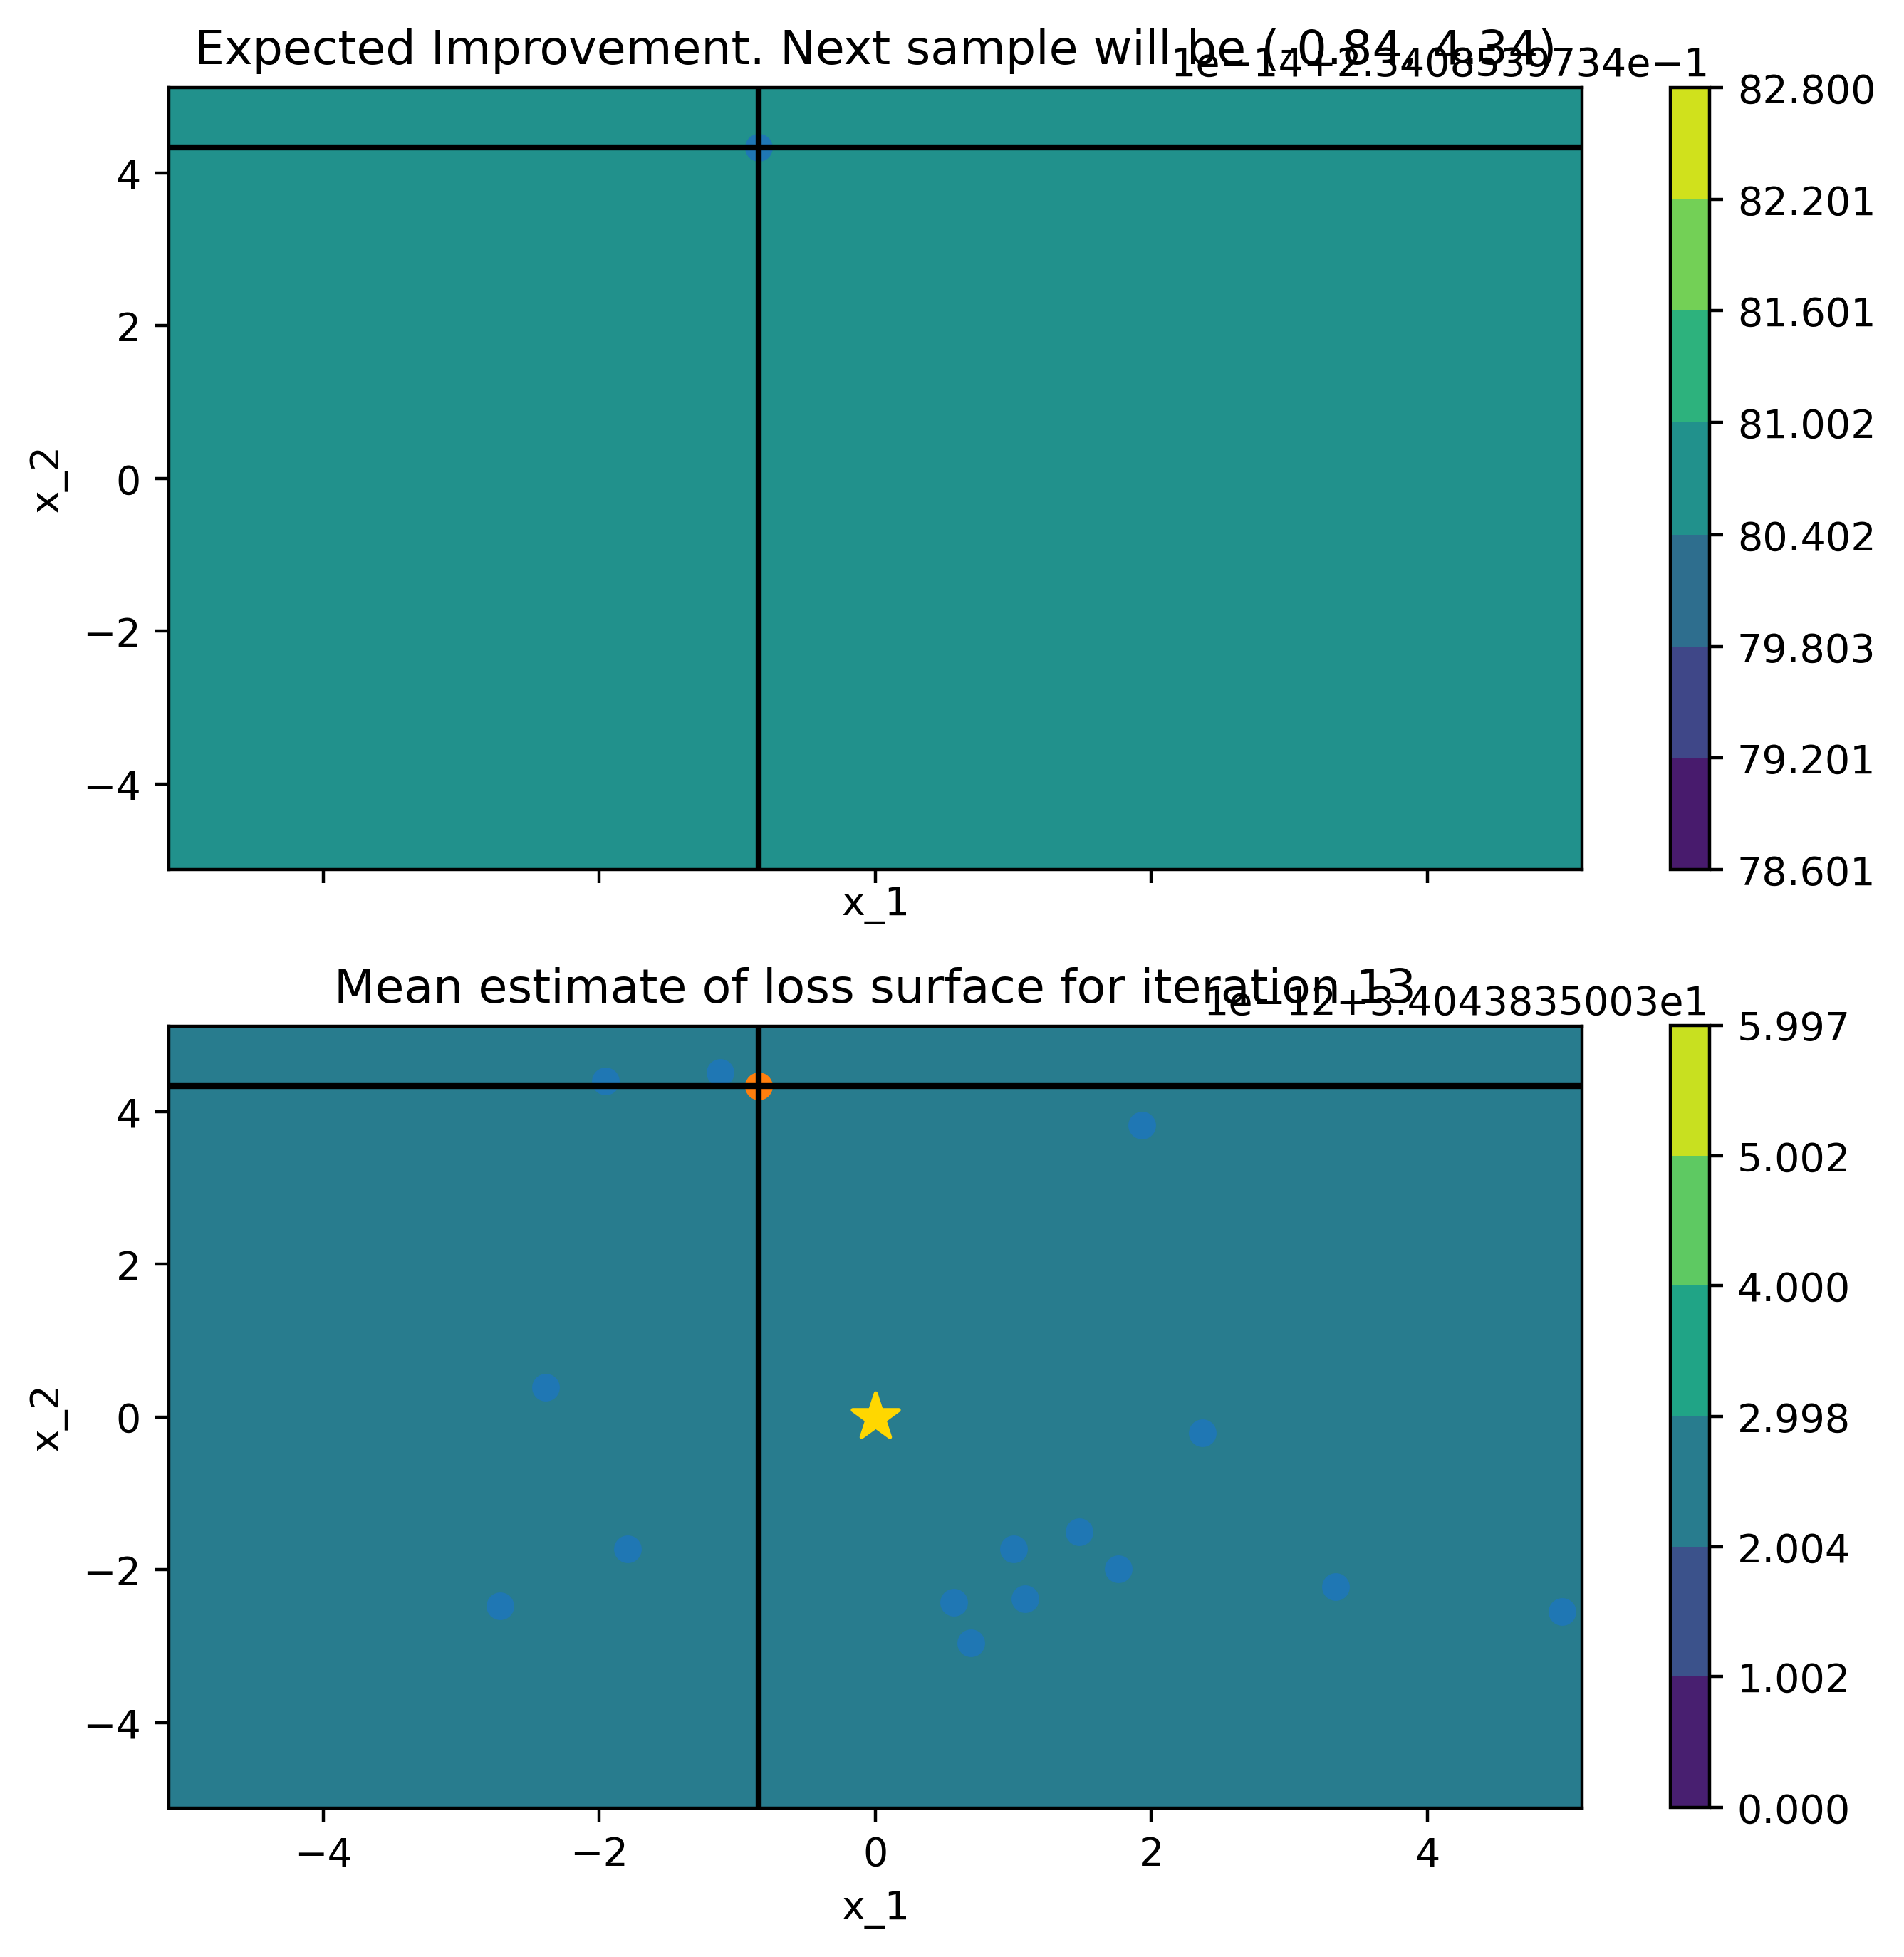 Expected Improvement. Next sample will be (-0.84, 4.34)
1e−14+2.3408539734e−1
82.800
82.201
81.601
81.002
80.402
79.803
79.201
78.601
4
2
0
−2
−4
x_2
x_1
Mean estimate of loss surface for iteration 13
1e−12+3.4043835003e1
5.997
5.002
4.000
2.998
2.004
1.002
0.000
4
2
0
−2
−4
x_2
−4 −2 0 2 4
x_1